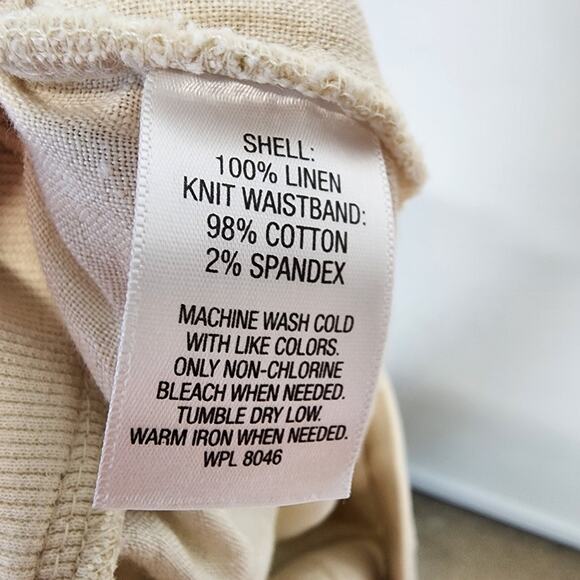 SHELL:
100% LINEN
KNIT WAISTBAND:
98% COTTON
2% SPANDEX
MACHINE WASH COLD
WITH LIKE COLORS.
ONLY NON-CHLORINE
BLEACH WHEN NEEDED.
TUMBLE DRY LOW.
WARM IRON WHEN NEEDED.
WPL 8046